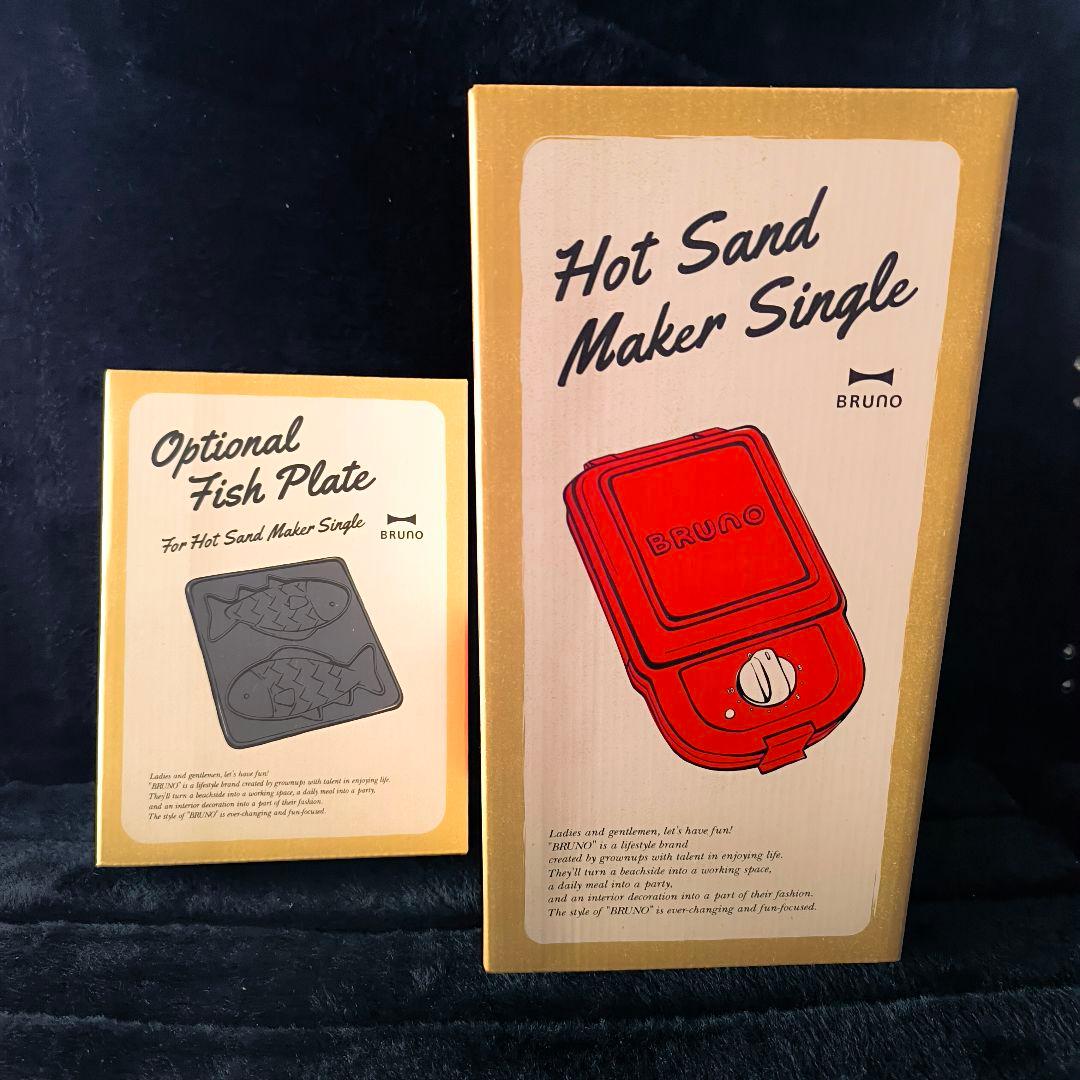 Optional
Fish Plate
For Hot Sand Maker Single
BRUNO
Ladies and gentlemen, let's have fun!
"BRUNO" is a lifestyle brand created by grownups with talent in enjoying life.
They'll turn a beachside into a working space, a daily meal into a party,
and an interior decoration into a part of their fashion.
The style of "BRUNO" is ever-changing and fun-focused.
Hot Sand
Maker Single
BRUNO
BRUNO
Ladies and gentlemen, let's have fun!
"BRUNO" is a lifestyle brand
created by grownups with talent in enjoying life.
They'll turn a beachside into a working space,
a daily meal into a party,
and an interior decoration into a part of their fashion.
The style of "BRUNO" is ever-changing and fun-focused.